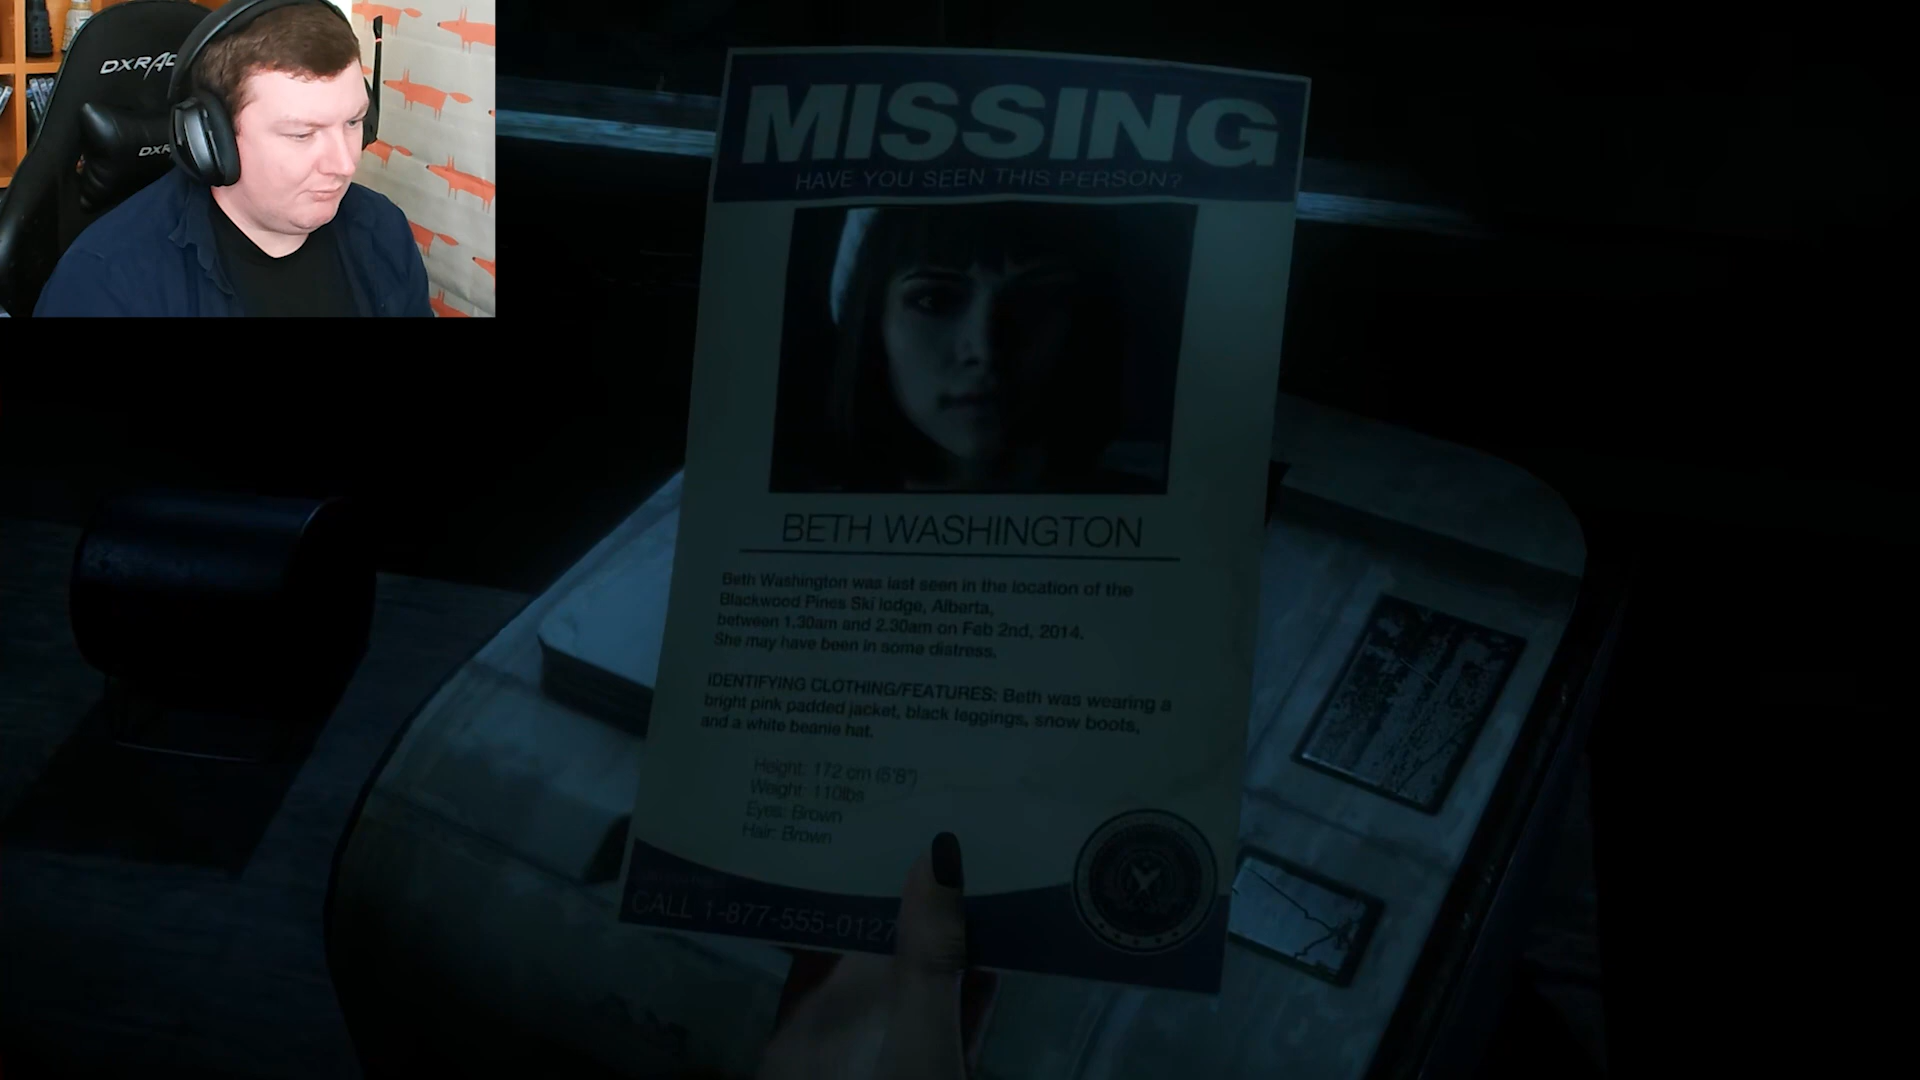 DXRAC
DXR
MISSING
HAVE YOU SEEN THIS PERSON?
BETH WASHINGTON
Beth Washington was last seen in the location of the
Blackwood Pines Ski lodge, Alberta,
between 1.30am and 2.30am on Feb 2nd, 2014.
She may have been in some distress.
IDENTIFYING CLOTHING/FEATURES: Beth was wearing a
bright pink padded jacket, black leggings, snow boots,
and a white beanie hat.
Height: 172 cm (5'8")
Weight: 110lbs
Eyes: Brown
Hair: Brown
CALL 1-877-555-0127